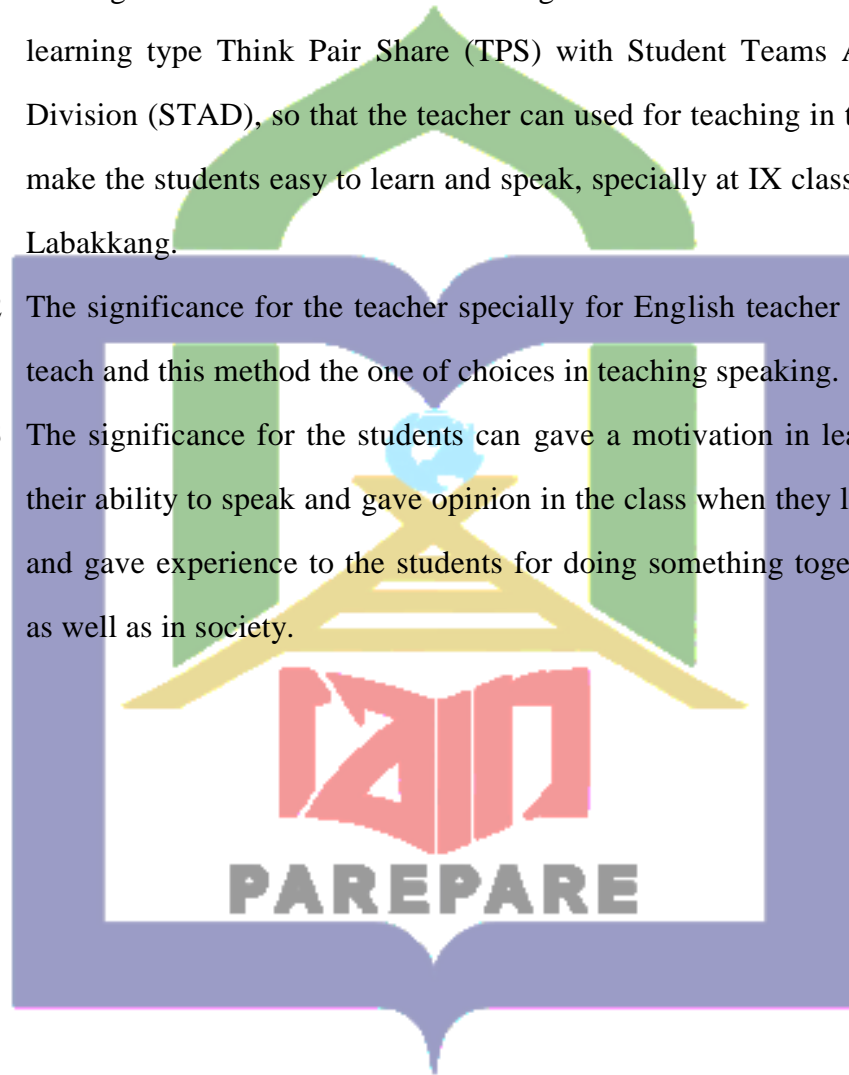 learning type Think Pair Share (TPS) with Student Teams
Division (STAD), so that the teacher can used for teaching in
make the students easy to learn and speak, specially at IX class
Labakkang.
The significance for the teacher specially for English teacher
teach and this method the one of choices in teaching speaking.
The significance for the students can gave a motivation in
their ability to speak and gave opinion in the class when they
and gave experience to the students for doing something
as well as in society.
IAIN
PAREPARE